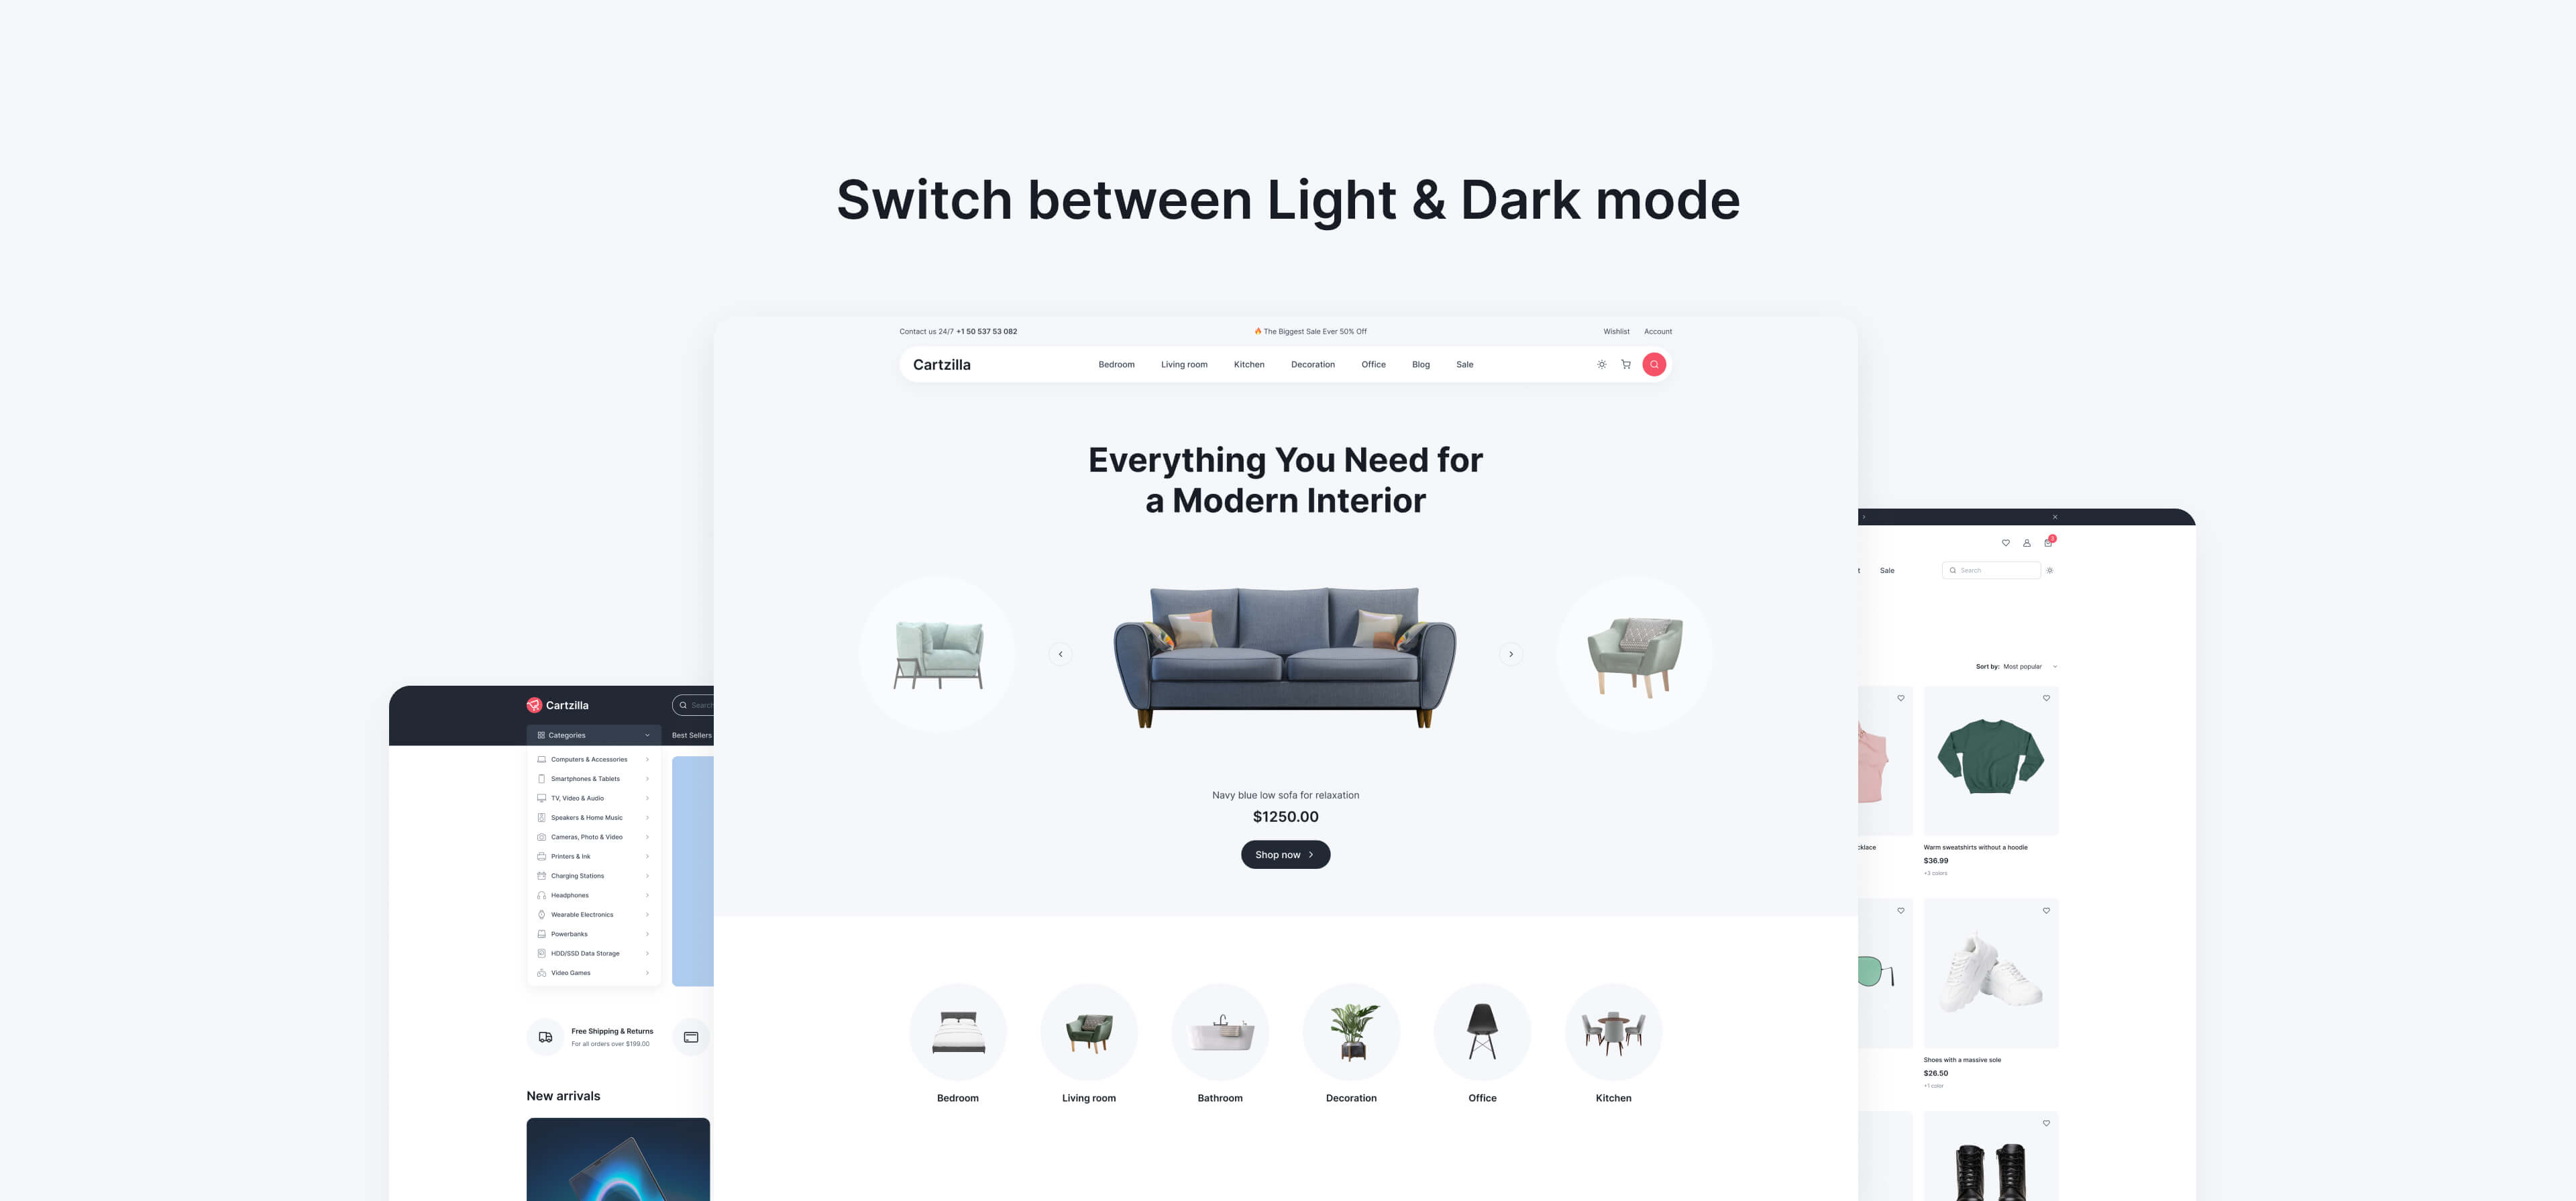 Switch between Light & Dark mode
Contact us 24/7 +1 50 537 53 082
🔥 The Biggest Sale Ever 50% Off
Wishlist Account
Cartzilla
Bedroom Living room Kitchen Decoration Office Blog Sale
Everything You Need for
a Modern Interior
Navy blue low sofa for relaxation
$1250.00
Shop now
Bedroom Living room Bathroom Decoration Office Kitchen
Cartzilla
Search
Categories
Best Sellers
Computers & Accessories
Smartphones & Tablets
TV, Video & Audio
Speakers & Home Music
Cameras, Photo & Video
Printers & Ink
Charging Stations
Headphones
Wearable Electronics
Powerbanks
HDD/SSD Data Storage
Video Games
Free Shipping & Returns
For all orders over $199.00
New arrivals
t Sale
Search
Sort by: Most popular
cklace
Warm sweatshirts without a hoodie
$36.99
+3 colors
Shoes with a massive sole
$26.50
+1 color